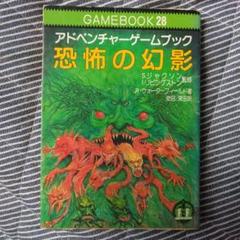 GAMEBOOK 28
アドベンチャーゲームブック
恐怖の幻影
S.ジャクソン
I.リビングストン
監修
R.ウォーターフィールド著